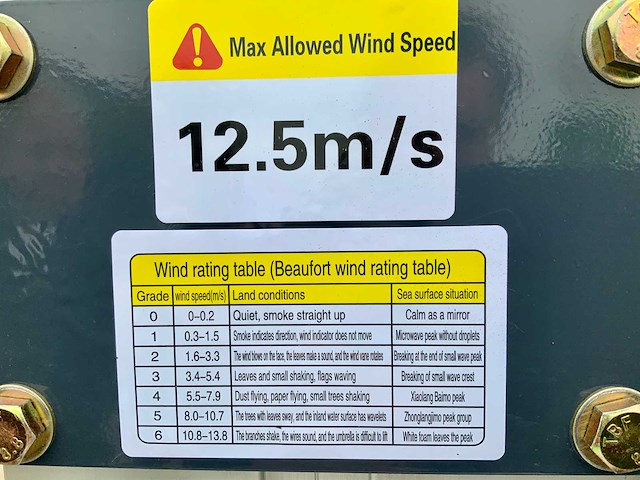 Max Allowed Wind Speed
12.5m/s
Wind rating table (Beaufort wind rating table)
Grade wind speed(m/s) Land conditions Sea surface situation
0 0–0.2 Quiet, smoke straight up Calm as a mirror
1 0.3–1.5 Smoke indicates direction, wind indicator does not move Microwave peak without droplets
2 1.6–3.3 The wind blows on the face, the leaves make a sound, and the wind vane rotates Breaking at the end of small wave peak
3 3.4–5.4 Leaves and small shaking, flags waving Breaking of small wave crest
4 5.5–7.9 Dust flying, paper flying, small trees shaking Xiaolang Baimo peak
5 8.0–10.7 The trees with leaves sway, and the inland water surface has wavelets Zhonglangjimo peak group
6 10.8–13.8 The branches shake, the wires sound, and the umbrella is difficult to lift White foam leaves the peak